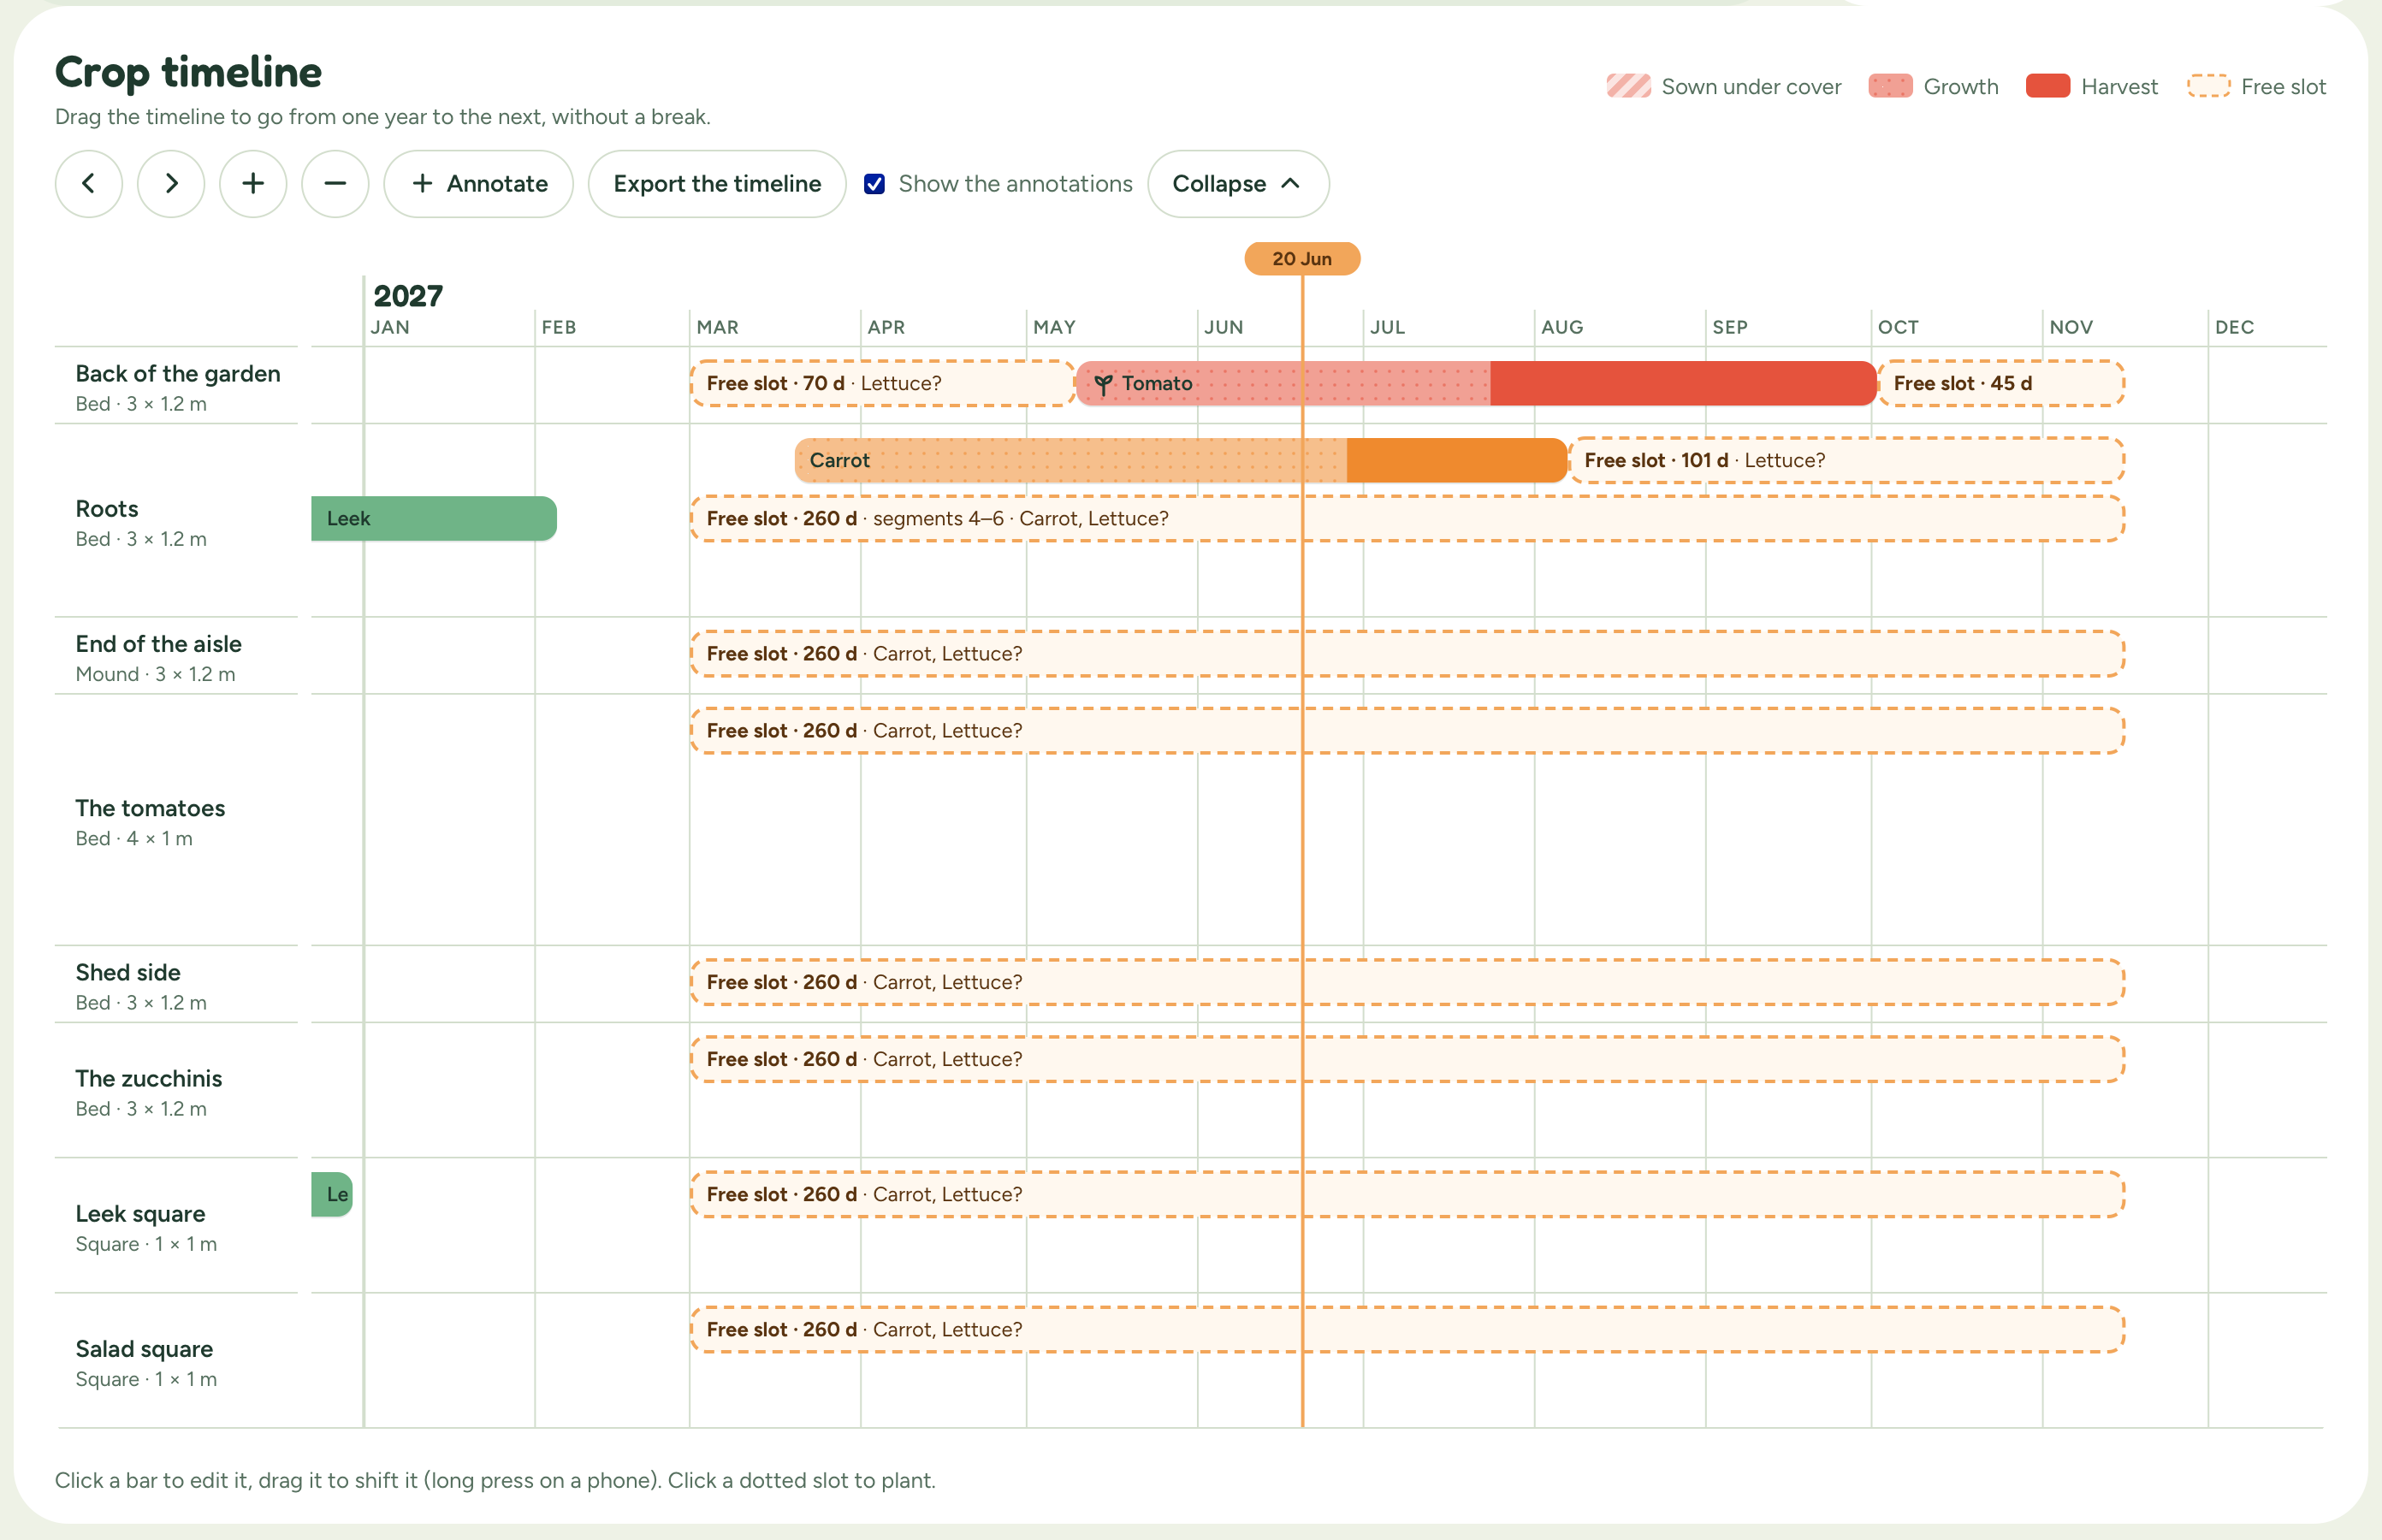 Crop timeline
Drag the timeline to go from one year to the next, without a break.
Sown under cover
Growth
Harvest
Free slot
Annotate
Export the timeline
Show the annotations
Collapse
20 Jun
2027
JAN FEB MAR APR MAY JUN JUL AUG SEP OCT NOV DEC
Back of the garden
Bed · 3 × 1.2 m
Free slot · 70 d · Lettuce?
Tomato
Free slot · 45 d
Roots
Bed · 3 × 1.2 m
Carrot
Free slot · 101 d · Lettuce?
Leek
Free slot · 260 d · segments 4–6 · Carrot, Lettuce?
End of the aisle
Mound · 3 × 1.2 m
Free slot · 260 d · Carrot, Lettuce?
The tomatoes
Bed · 4 × 1 m
Free slot · 260 d · Carrot, Lettuce?
Shed side
Bed · 3 × 1.2 m
Free slot · 260 d · Carrot, Lettuce?
The zucchinis
Bed · 3 × 1.2 m
Free slot · 260 d · Carrot, Lettuce?
Leek square
Square · 1 × 1 m
Le
Free slot · 260 d · Carrot, Lettuce?
Salad square
Square · 1 × 1 m
Free slot · 260 d · Carrot, Lettuce?
Click a bar to edit it, drag it to shift it (long press on a phone). Click a dotted slot to plant.